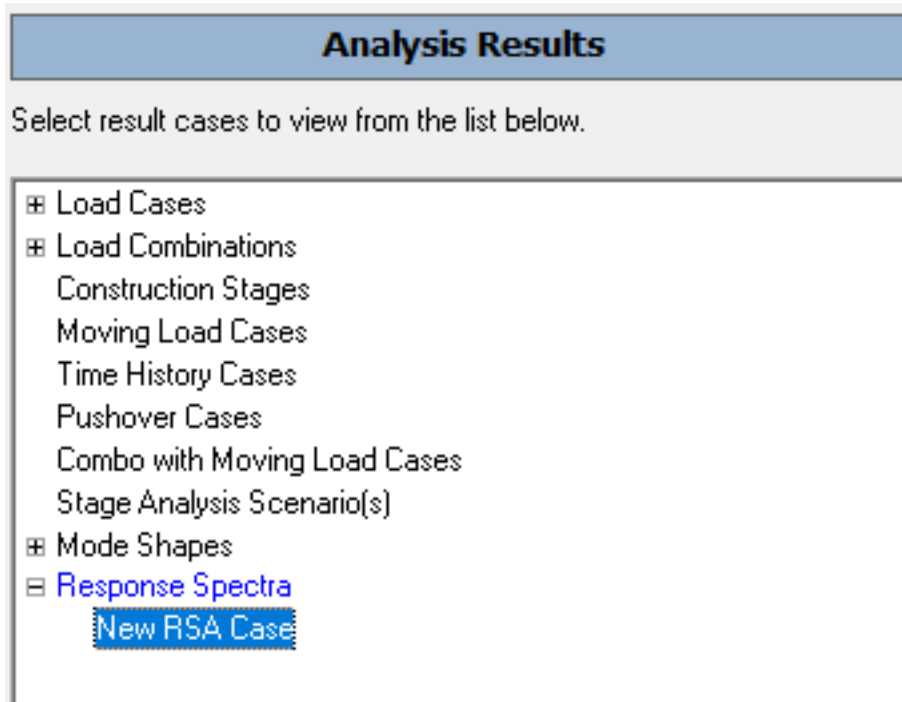 Analysis Results
Select result cases to view from the list below.
Load Cases
Load Combinations
Construction Stages
Moving Load Cases
Time History Cases
Pushover Cases
Combo with Moving Load Cases
Stage Analysis Scenario(s)
Mode Shapes
Response Spectra
New RSA Case